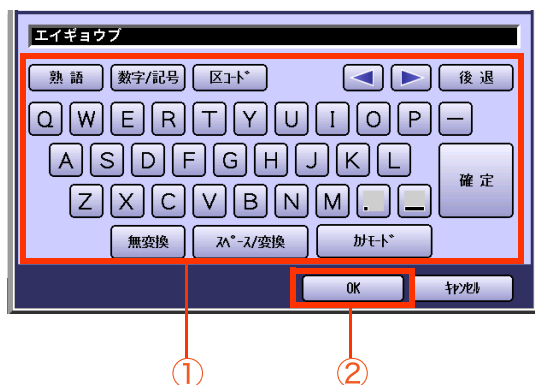 エイギョウブ
熟 語 数字/記号 区ｺｰﾄﾞ 後 退
Q W E R T Y U I O P ー
A S D F G H J K L
確 定
Z X C V B N M . _
無変換 ｽﾍﾟｰｽ/変換 ｶﾅﾓｰﾄﾞ
OK ｷｬﾝｾﾙ
① ②